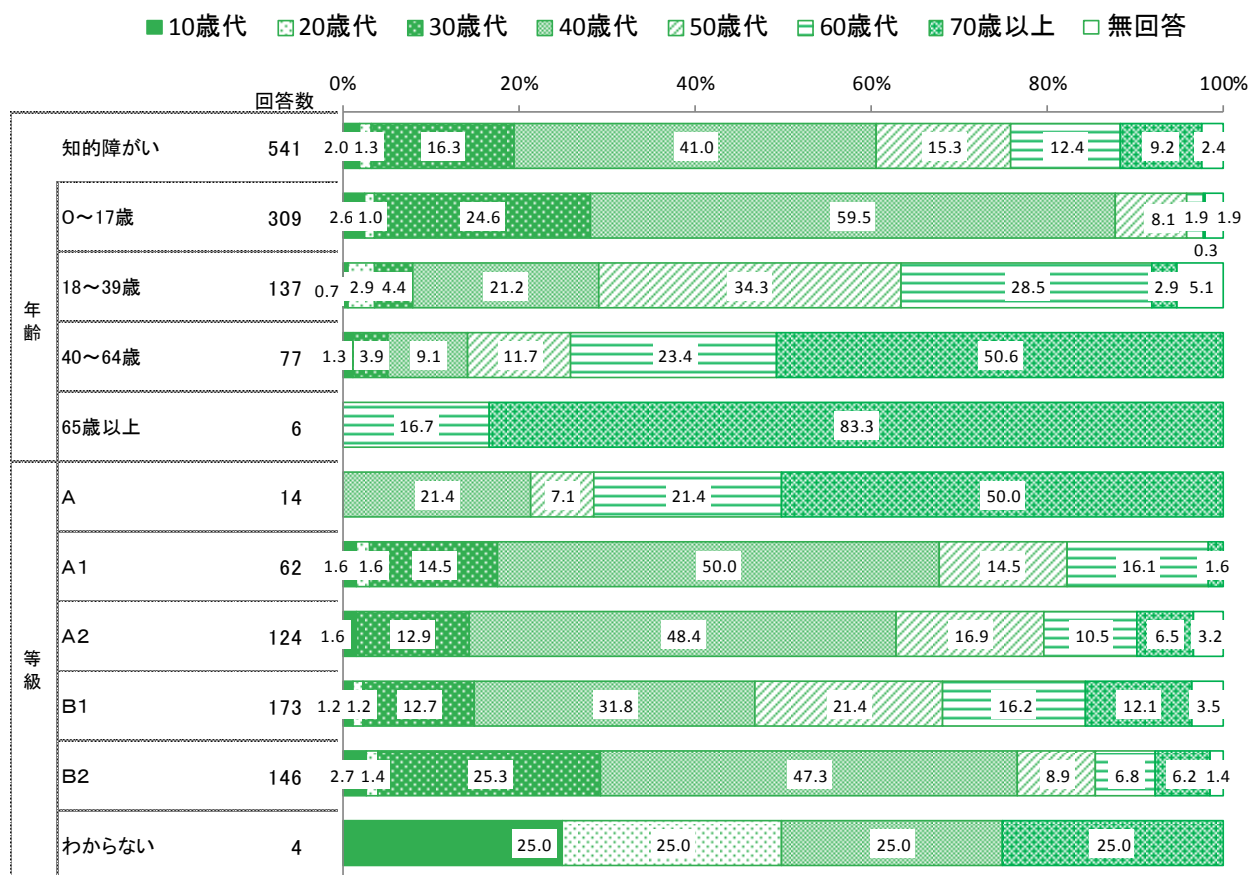 10歳代 20歳代 30歳代 40歳代 50歳代 60歳代 70歳以上 無回答
0% 20% 40% 60% 80% 100%
回答数
知的障がい 541 2.0 1.3 16.3 41.0 15.3 12.4 9.2 2.4
年齢
0～17歳 309 2.6 1.0 24.6 59.5 8.1 1.9 0.3 1.9
18～39歳 137 0.7 2.9 4.4 21.2 34.3 28.5 2.9 5.1
40～64歳 77 1.3 3.9 9.1 11.7 23.4 50.6
65歳以上 6 16.7 83.3
等級
A 14 21.4 7.1 21.4 50.0
A1 62 1.6 1.6 14.5 50.0 14.5 16.1 1.6
A2 124 1.6 12.9 48.4 16.9 10.5 6.5 3.2
B1 173 1.2 1.2 12.7 31.8 21.4 16.2 12.1 3.5
B2 146 2.7 1.4 25.3 47.3 8.9 6.8 6.2 1.4
わからない 4 25.0 25.0 25.0 25.0